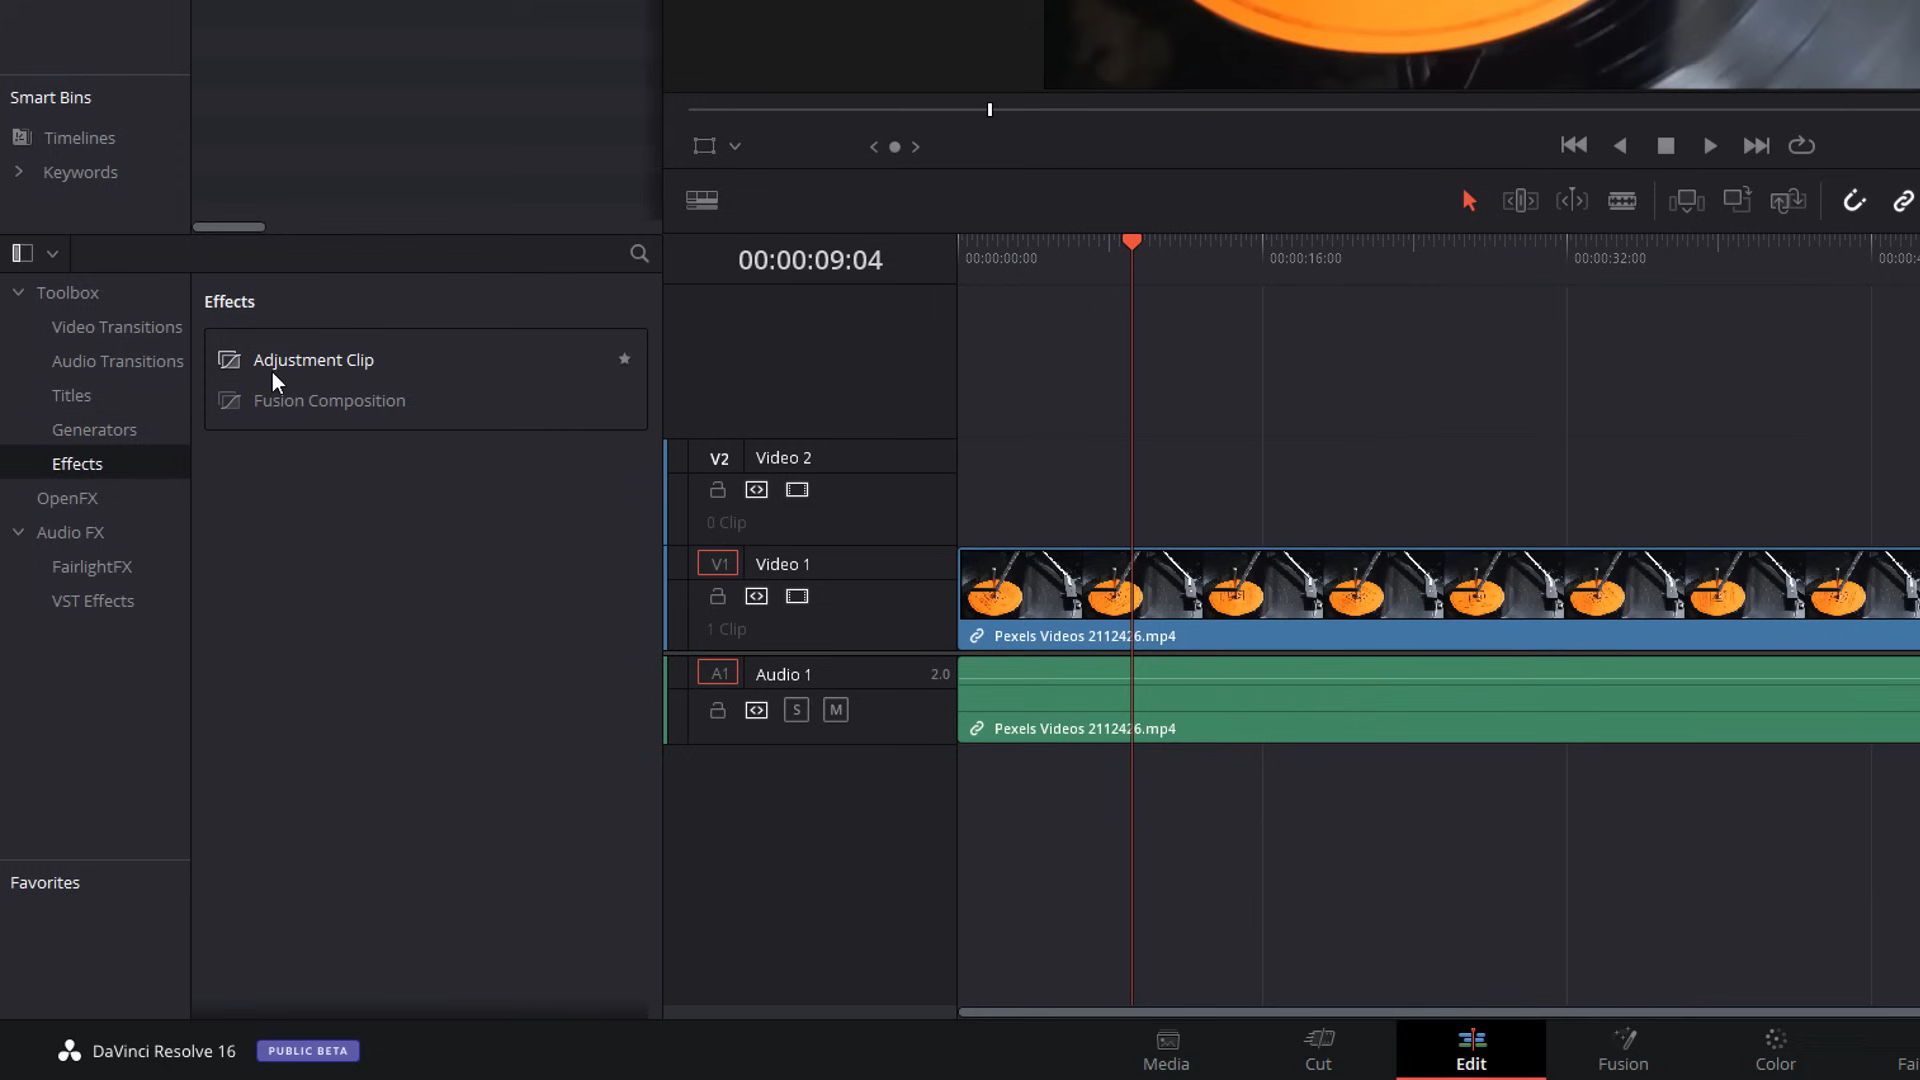 Smart Bins
Timelines
Keywords
Toolbox
Video Transitions
Audio Transitions
Titles
Generators
Effects
OpenFX
Audio FX
FairlightFX
VST Effects
Favorites
Effects
Adjustment Clip
Fusion Composition
00:00:09:04
00:00:00:00
00:00:16:00
00:00:32:00
V2 Video 2
0 Clip
V1 Video 1
1 Clip
Pexels Videos 2112426.mp4
A1 Audio 1 2.0
S M
Pexels Videos 2112426.mp4
DaVinci Resolve 16
PUBLIC BETA
Media
Cut
Edit
Fusion
Color